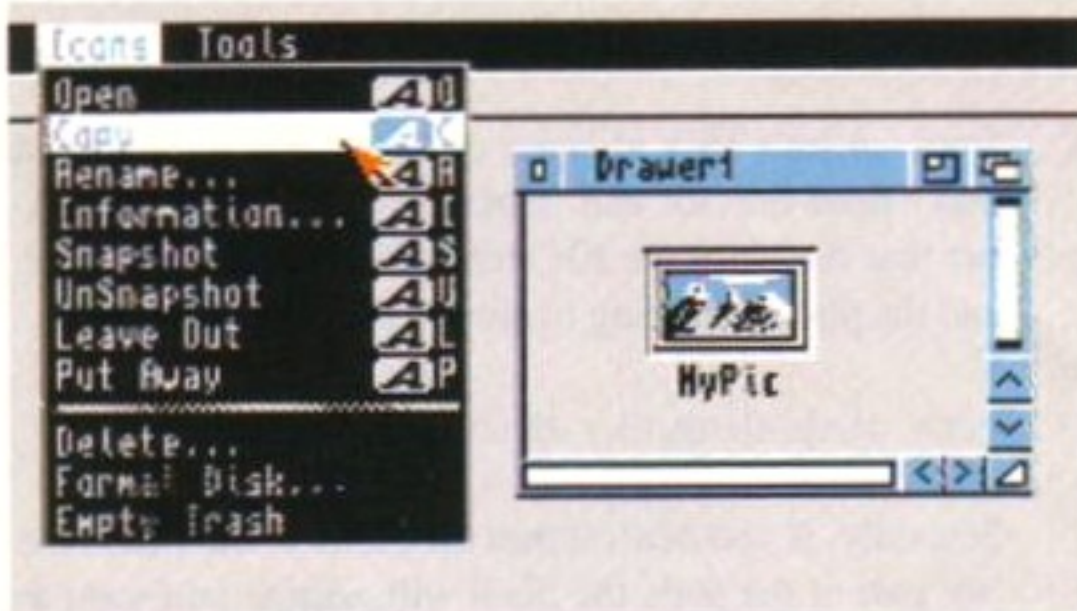 Icons Tools
Open A O
Copy A C
Rename... A R
Information... A I
Snapshot A S
UnSnapshot A U
Leave Out A L
Put Away A P
Delete...
Format Disk...
Empty Trash
Drawer1
MyPic